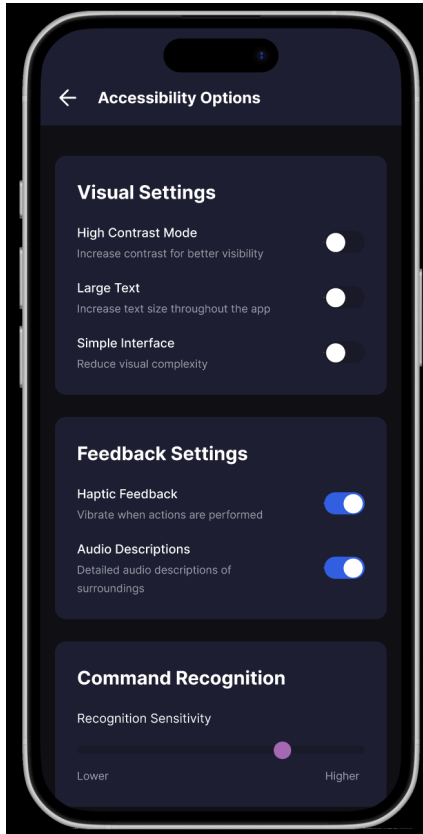 Accessibility Options
Visual Settings
High Contrast Mode
Increase contrast for better visibility
Large Text
Increase text size throughout the app
Simple Interface
Reduce visual complexity
Feedback Settings
Haptic Feedback
Vibrate when actions are performed
Audio Descriptions
Detailed audio descriptions of
surroundings
Command Recognition
Recognition Sensitivity
Lower
Higher